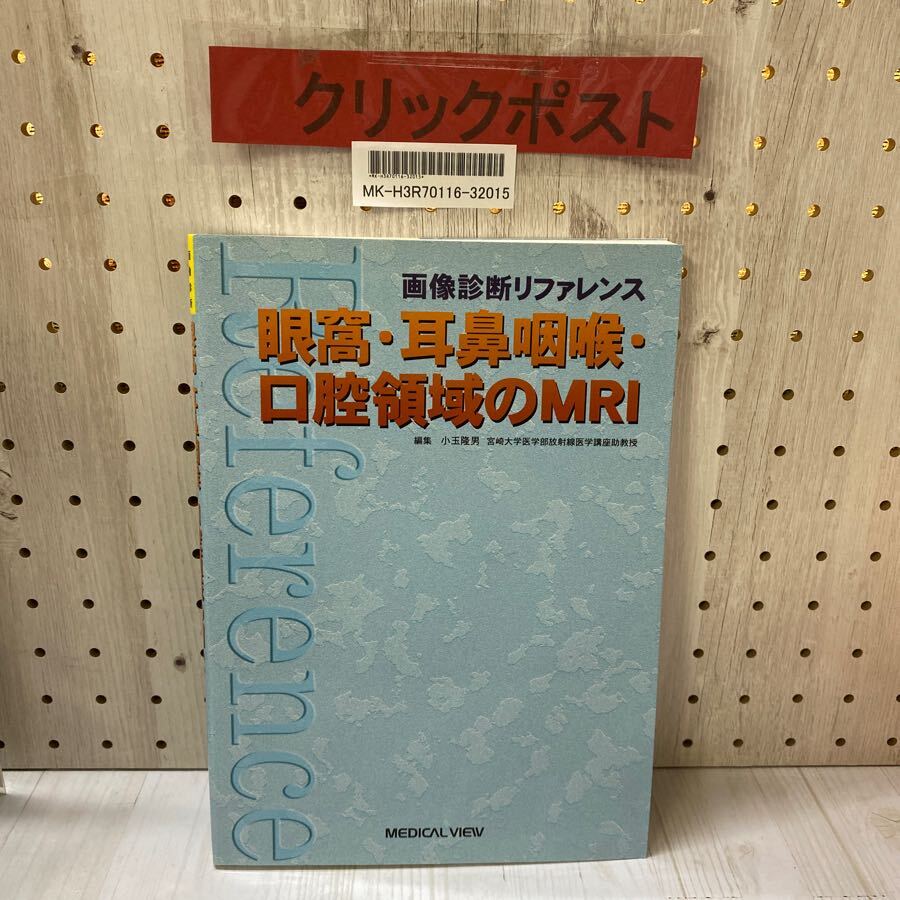 クリックポスト
*MK-H3R70116-32015*
MK-H3R70116-32015
Reference
画像診断リファレンス
眼窩・耳鼻咽喉・
口腔領域のMRI
編集 小玉隆男 宮崎大学医学部放射線医学講座助教授
MEDICAL VIEW